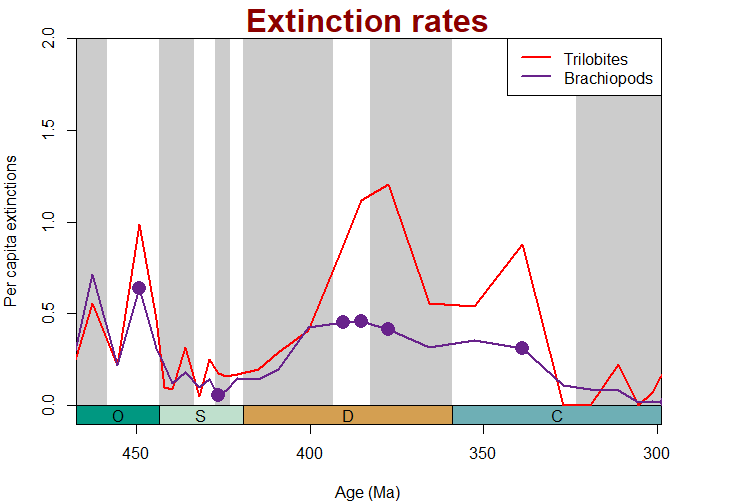 Extinction rates
Trilobites
Brachiopods
2.0
1.5
1.0
0.5
0.0
Per capita extinctions
O S D C
450 400 350 300
Age (Ma)